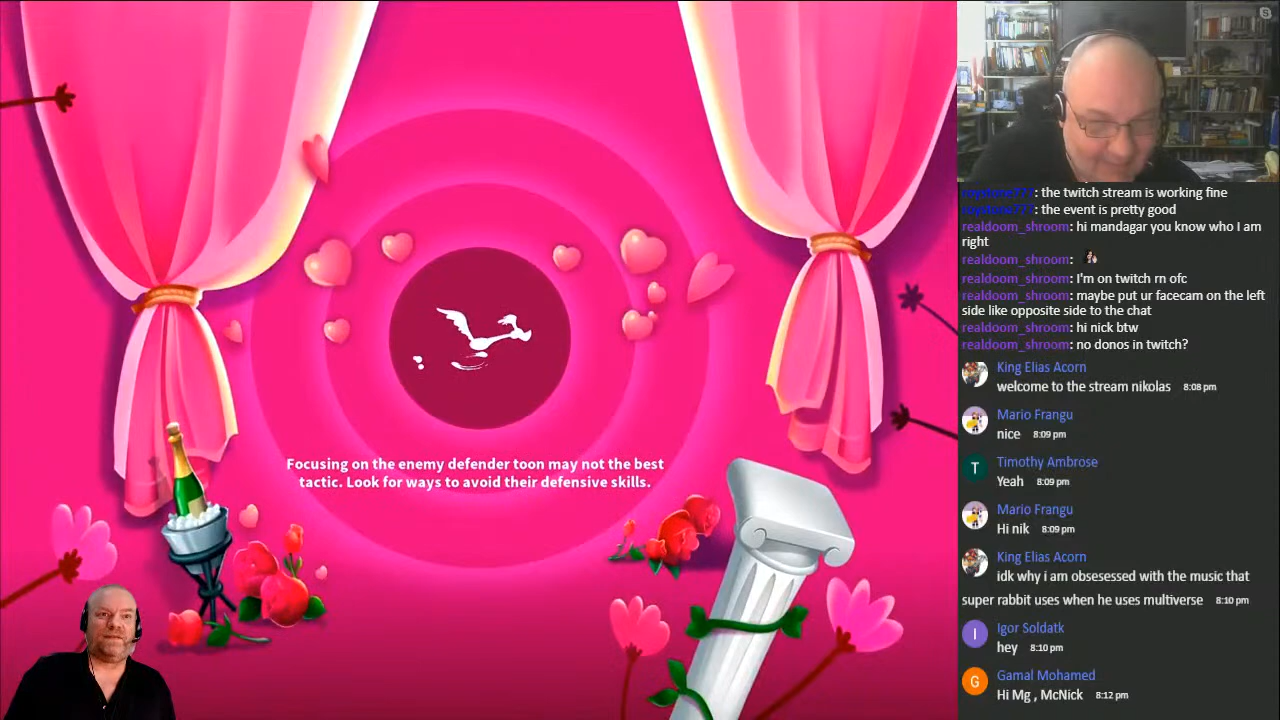 Focusing on the enemy defender toon may not the best
tactic. Look for ways to avoid their defensive skills.
: the twitch stream is working fine
: the event is pretty good
realdoom_shroom: hi mandagar you know who I am
right
realdoom_shroom:
realdoom_shroom: I'm on twitch rn ofc
realdoom_shroom: maybe put ur facecam on the left
side like opposite side to the chat
realdoom_shroom: hi nick btw
realdoom_shroom: no donos in twitch?
King Elias Acorn
welcome to the stream nikolas 8:08 pm
Mario Frangu
nice 8:09 pm
T
Timothy Ambrose
Yeah 8:09 pm
Mario Frangu
Hi nik 8:09 pm
King Elias Acorn
idk why i am obsesessed with the music that
super rabbit uses when he uses multiverse 8:10 pm
I
Igor Soldatk
hey 8:10 pm
G
Gamal Mohamed
Hi Mg , McNick 8:12 pm